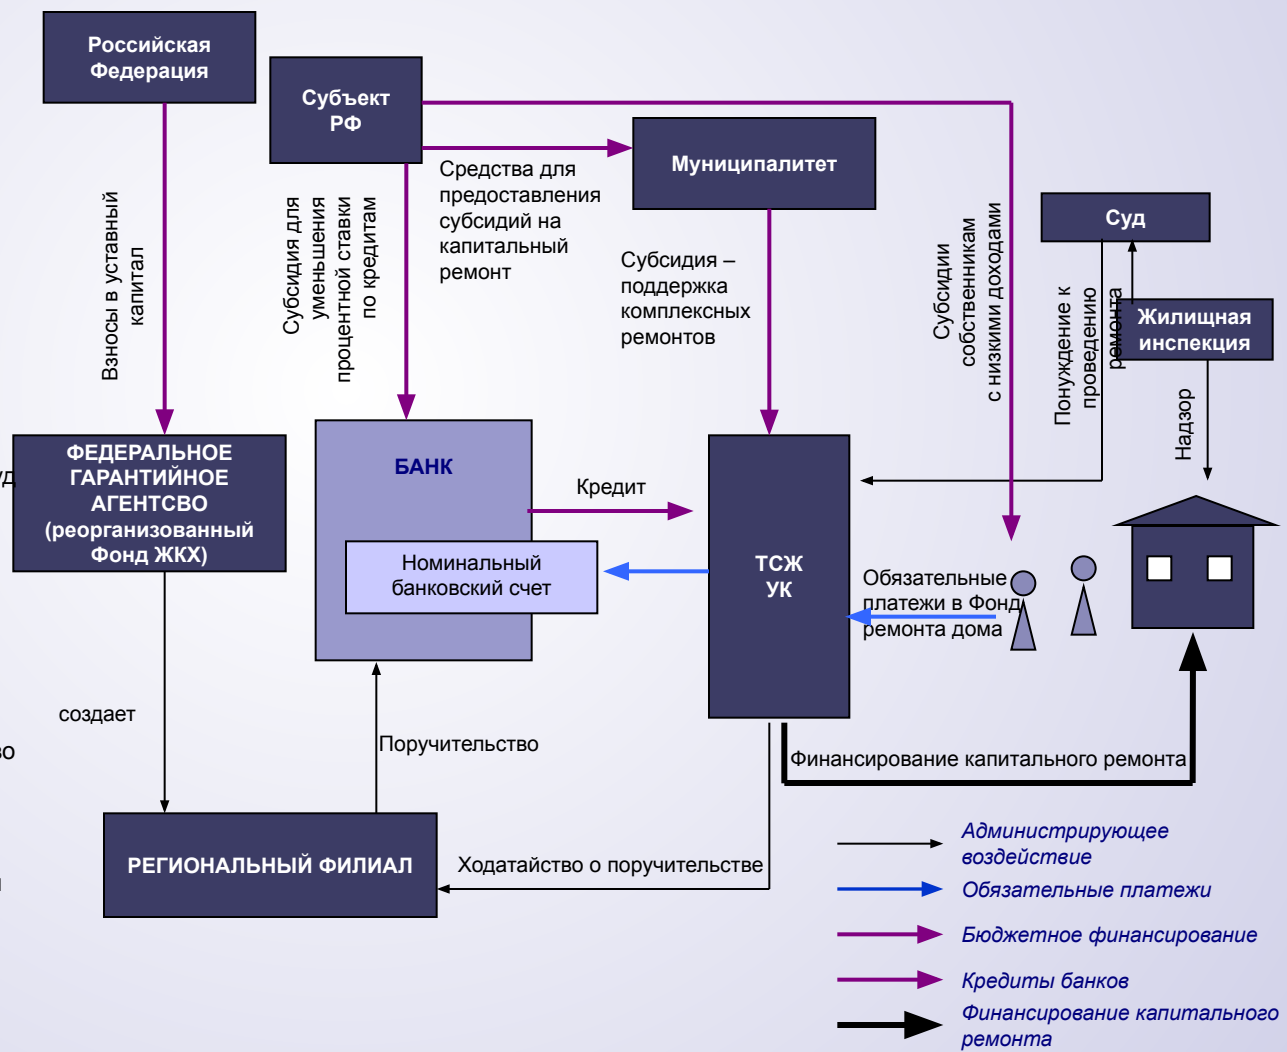 Российская
Федерация
Субъект
РФ
Муниципалитет
Средства для
предоставления
субсидий на
капитальный
ремонт
Взносы в уставный
капитал
Субсидия для
уменьшения
процентной ставки
по кредитам
Субсидия –
поддержка
комплексных
ремонтов
Субсидии
собственникам
с низкими доходами
Суд
Понуждение к
проведению
ремонта
Жилищная
инспекция
Надзор
ФЕДЕРАЛЬНОЕ
ГАРАНТИЙНОЕ
АГЕНТСВО
(реорганизованный
Фонд ЖКХ)
уд
БАНК
Кредит
Номинальный
банковский счет
ТСЖ
УК
Обязательные
платежи в Фонд
ремонта дома
создает
Поручительство
во
Финансирование капитального ремонта
РЕГИОНАЛЬНЫЙ ФИЛИАЛ
Ходатайство о поручительстве
Администрирующее
воздействие
Обязательные платежи
Бюджетное финансирование
Кредиты банков
Финансирование капитального
ремонта